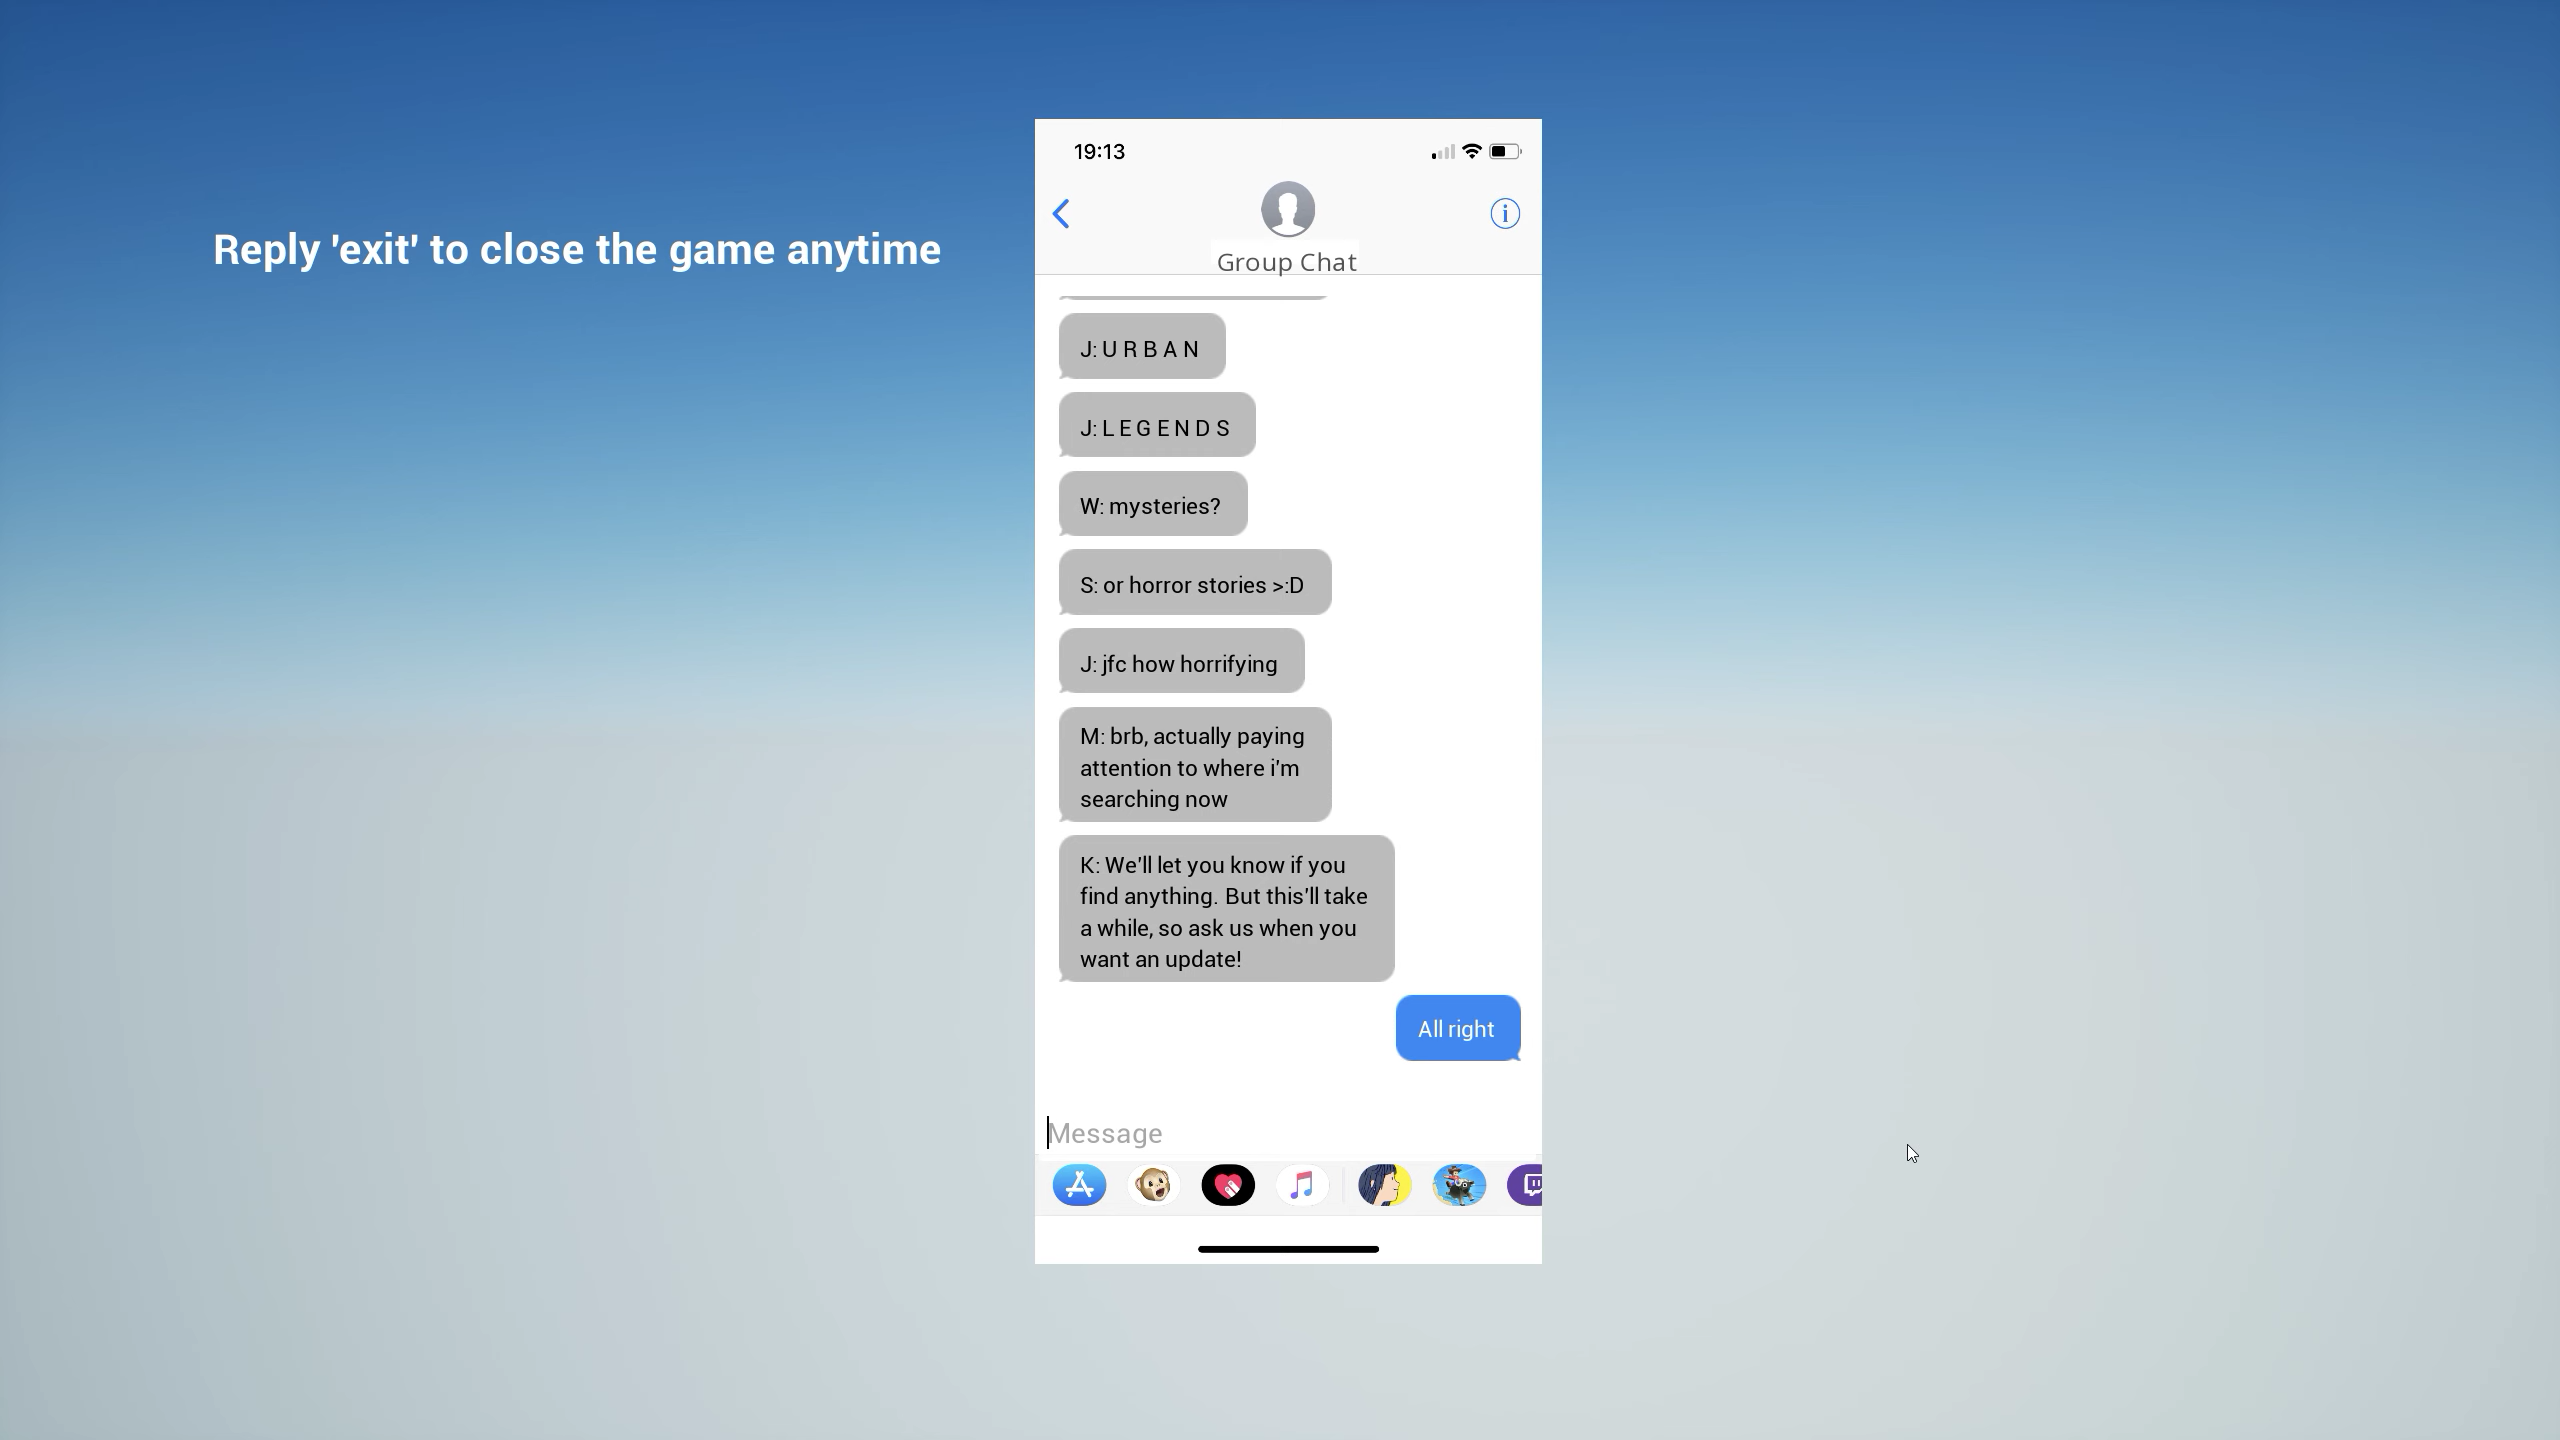 Reply 'exit' to close the game anytime
19:13
Group Chat
J: U R B A N
J: L E G E N D S
W: mysteries?
S: or horror stories >:D
J: jfc how horrifying
M: brb, actually paying
attention to where i'm
searching now
K: We'll let you know if you
find anything. But this'll take
a while, so ask us when you
want an update!
All right
Message